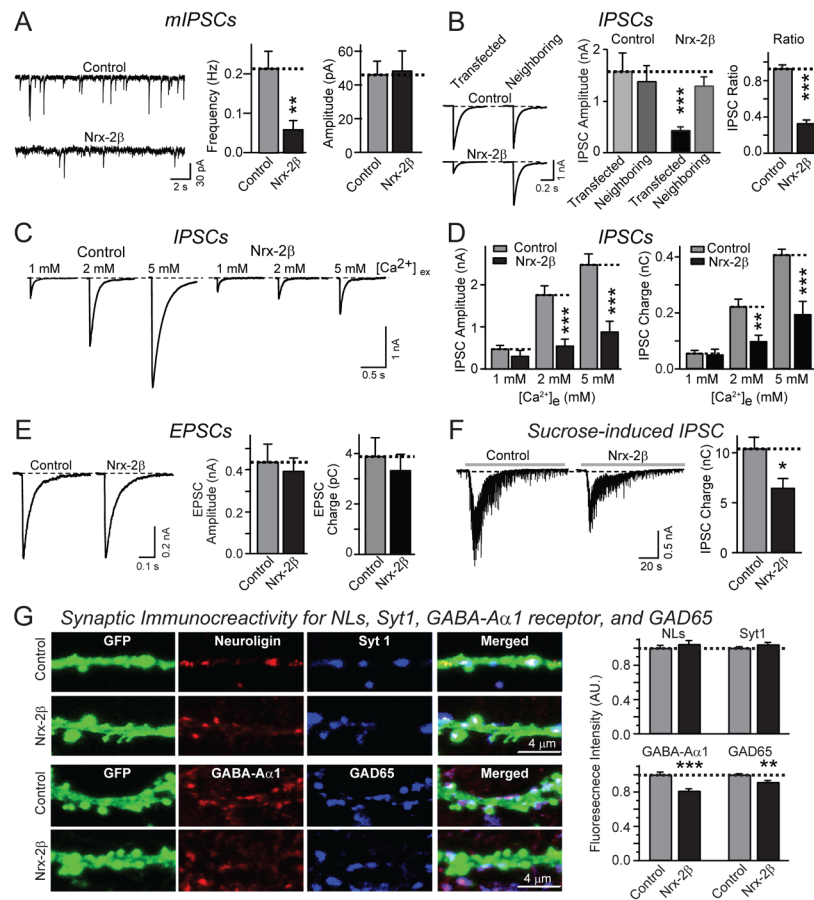 A
mIPSCs
Control
Nrx-2β
2 s
30 pA
Frequency (Hz)
0.2
0.1
0.0
**
Control
Nrx-2β
Amplitude (pA)
60
40
20
0
Control
Nrx-2β
B
IPSCs
Transfected
Neighboring
Control
Nrx-2β
1 nA
0.2 s
IPSC Amplitude (nA)
2
1
0
Control
Nrx-2β
***
Transfected
Neighboring
Transfected
Neighboring
Ratio
IPSC Ratio
0.8
0.4
0.0
***
Control
Nrx-2β
C
IPSCs
Control
Nrx-2β
1 mM
2 mM
5 mM
1 mM
2 mM
5 mM
[Ca2+] ex
1 nA
0.5 s
D
IPSCs
Control
Nrx-2β
IPSC Amplitude (nA)
2
1
0
***
***
1 mM
2 mM
5 mM
[Ca2+]e (mM)
Control
Nrx-2β
IPSC Charge (nC)
0.4
0.2
0.0
**
***
1 mM
2 mM
5 mM
[Ca2+]e (mM)
E
EPSCs
Control
Nrx-2β
0.2 nA
0.1 s
EPSC
Amplitude (nA)
0.4
0.2
0.0
Control
Nrx-2β
EPSC
Charge (pC)
4
2
0
Control
Nrx-2β
F
Sucrose-induced IPSC
Control
Nrx-2β
0.5 nA
20 s
IPSC Charge (nC)
10
5
0
*
Control
Nrx-2β
G
Synaptic Immunocreactivity for NLs, Syt1, GABA-Aα1 receptor, and GAD65
Control
GFP
Neuroligin
Syt 1
Merged
Nrx-2β
4 μm
Control
GFP
GABA-Aα1
GAD65
Merged
Nrx-2β
4 μm
Fluoresecnece Intensity (AU.)
NLs
Syt1
0.8
0.4
0.0
GABA-Aα1
GAD65
***
**
0.8
0.4
0.0
Control
Nrx-2β
Control
Nrx-2β